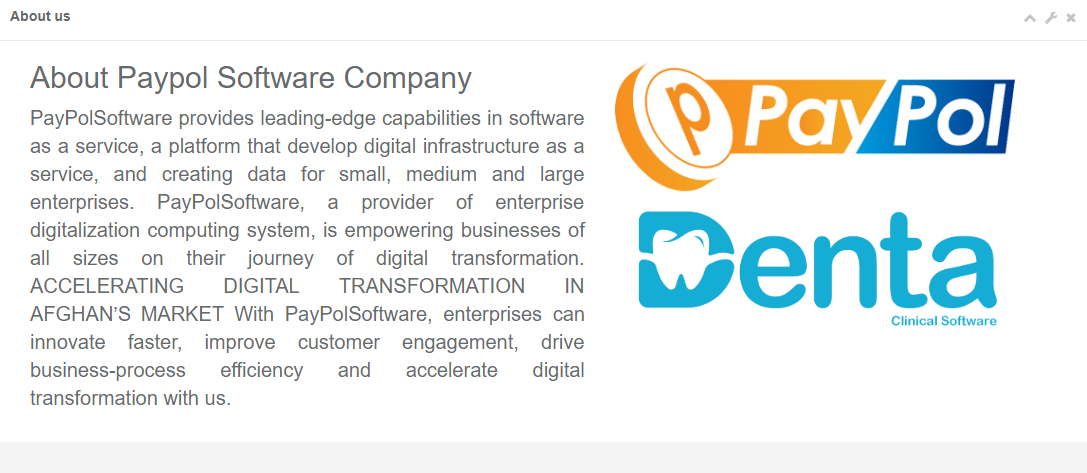 About us
About Paypol Software Company
PayPolSoftware provides leading-edge capabilities in software
as a service, a platform that develop digital infrastructure as a
service, and creating data for small, medium and large
enterprises. PayPolSoftware, a provider of enterprise
digitalization computing system, is empowering businesses of
all sizes on their journey of digital transformation.
ACCELERATING DIGITAL TRANSFORMATION IN
AFGHAN’S MARKET With PayPolSoftware, enterprises can
innovate faster, improve customer engagement, drive
business-process efficiency and accelerate digital
transformation with us.
p PayPol
Denta
Clinical Software